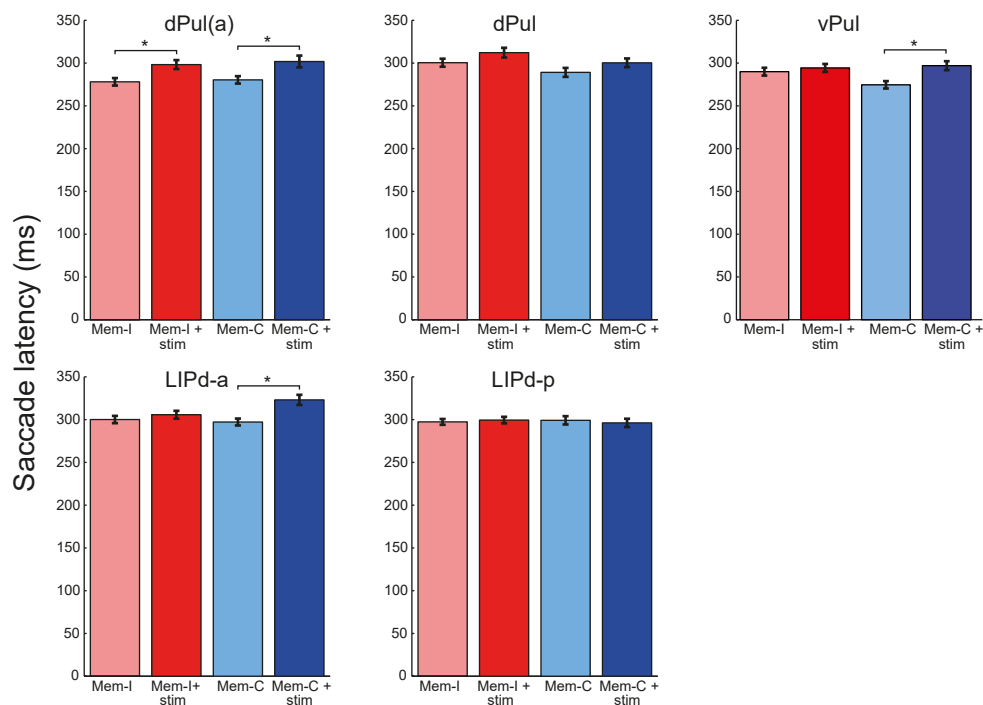 dPul(a)
dPul
vPul
350
300
250
200
150
100
50
0
*
*
Mem-I
Mem-I +
stim
Mem-C
Mem-C +
stim
350
300
250
200
150
100
50
0
Mem-I
Mem-I +
stim
Mem-C
Mem-C +
stim
350
300
250
200
150
100
50
0
*
Mem-I
Mem-I +
stim
Mem-C
Mem-C +
stim
Saccade latency (ms)
LIPd-a
LIPd-p
350
300
250
200
150
100
50
0
*
Mem-I
Mem-I+
stim
Mem-C
Mem-C +
stim
350
300
250
200
150
100
50
0
Mem-I
Mem-I +
stim
Mem-C
Mem-C +
stim